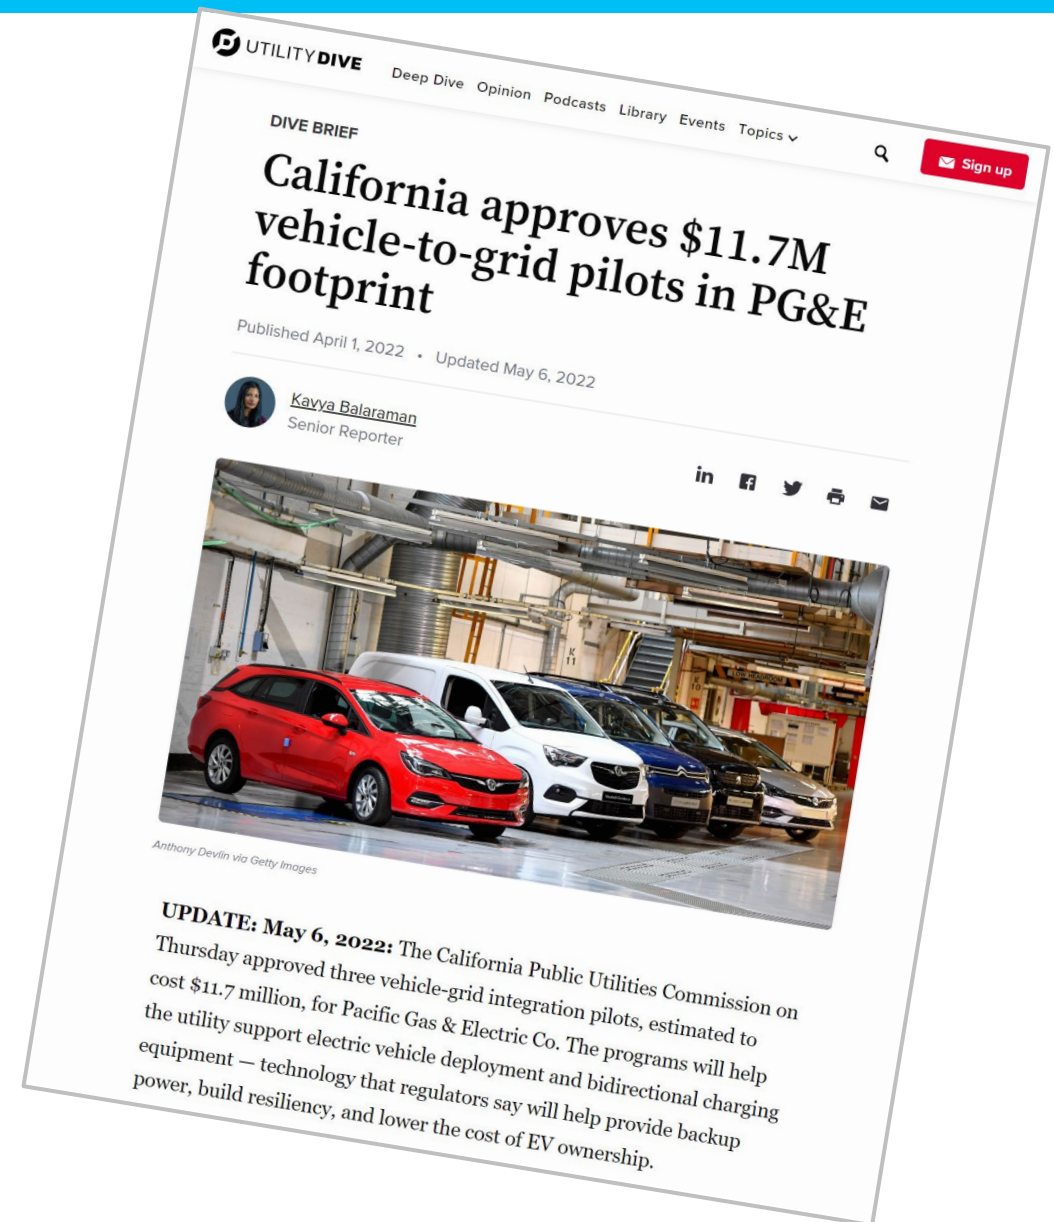 UTILITY DIVE
Deep Dive Opinion Podcasts Library Events Topics
Sign up
DIVE BRIEF
California approves $11.7M
vehicle-to-grid pilots in PG&E
footprint
Published April 1, 2022 • Updated May 6, 2022
Kavya Balaraman
Senior Reporter
K
11
K
10
LOW HEADROOM
Anthony Devlin via Getty Images
UPDATE: May 6, 2022: The California Public Utilities Commission on
Thursday approved three vehicle-grid integration pilots, estimated to
cost $11.7 million, for Pacific Gas & Electric Co. The programs will help
the utility support electric vehicle deployment and bidirectional charging
equipment — technology that regulators say will help provide backup
power, build resiliency, and lower the cost of EV ownership.